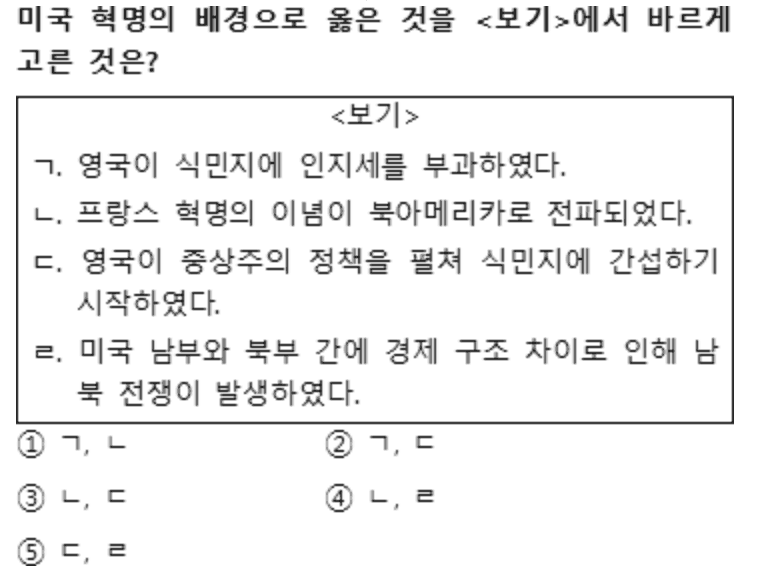 미국 혁명의 배경으로 옳은 것을 <보기>에서 바르게
고른 것은?
<보기>
ㄱ. 영국이 식민지에 인지세를 부과하였다.
ㄴ. 프랑스 혁명의 이념이 북아메리카로 전파되었다.
ㄷ. 영국이 중상주의 정책을 펼쳐 식민지에 간섭하기
시작하였다.
ㄹ. 미국 남부와 북부 간에 경제 구조 차이로 인해 남
북 전쟁이 발생하였다.
① ㄱ, ㄴ ② ㄱ, ㄷ
③ ㄴ, ㄷ ④ ㄴ, ㄹ
⑤ ㄷ, ㄹ